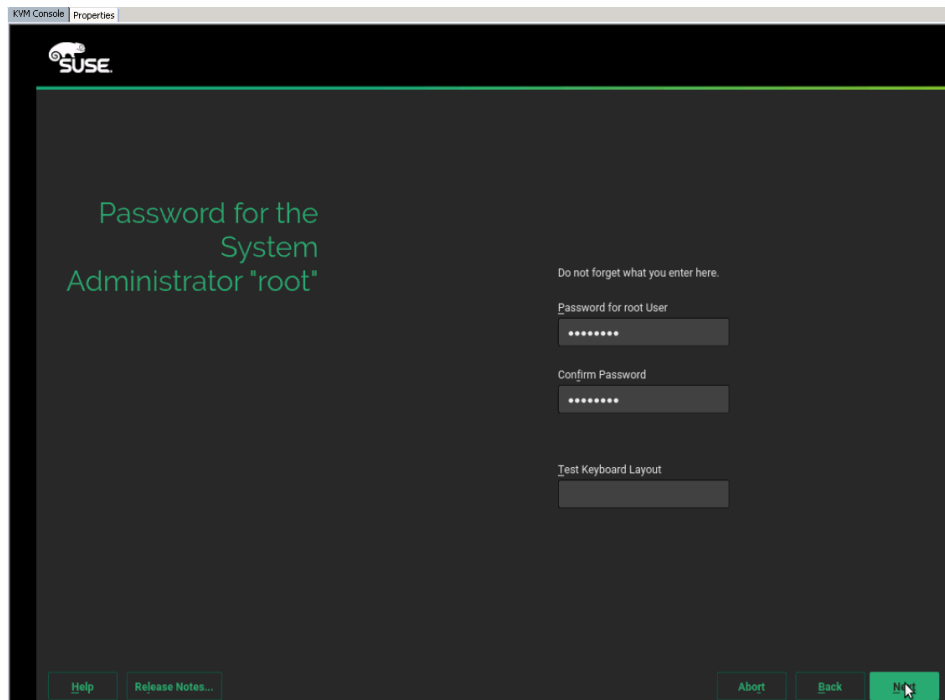 KVM Console
Properties
SUSE.
Password for the
System
Administrator "root"
Do not forget what you enter here.
Password for root User
••••••••
Confirm Password
••••••••
Test Keyboard Layout
Help
Release Notes...
Abort
Back
Next